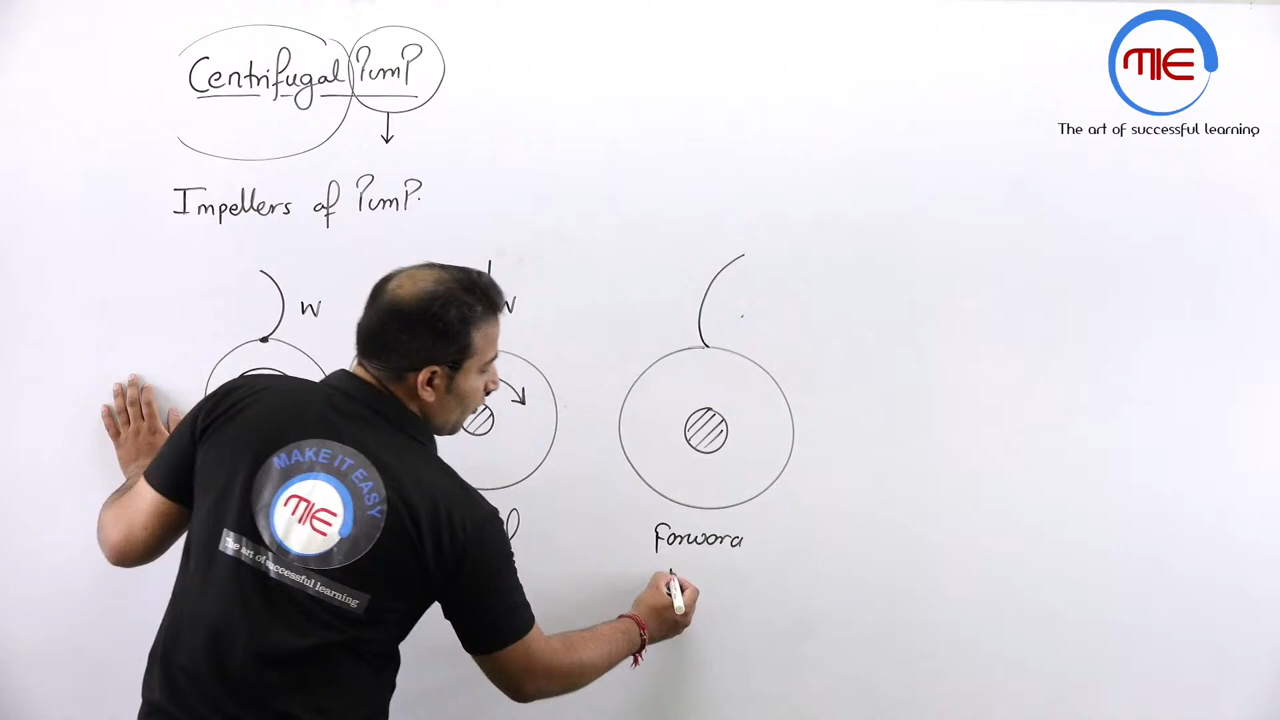 Centrifugal PumP
MIE
The art of successful learning
Impellers of PumP.
W
MAKE IT EASY
MIE
The art of successful learning
Forward